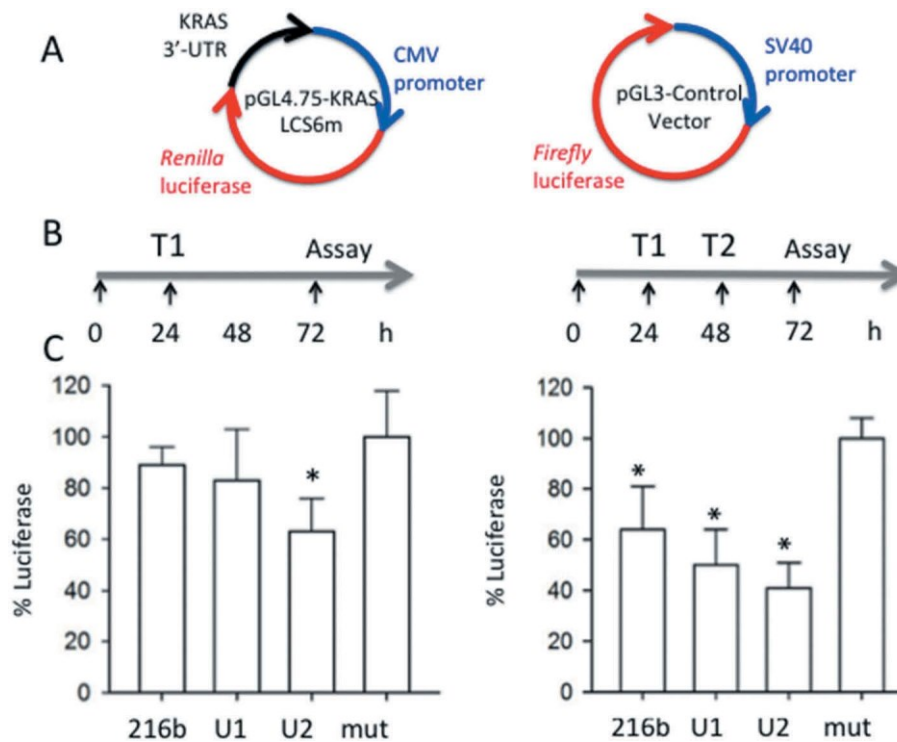 A
KRAS
3'-UTR
CMV
promoter
pGL4.75-KRAS
LCS6m
Renilla
luciferase
SV40
promoter
pGL3-Control
Vector
Firefly
luciferase
B
T1 Assay
0 24 48 72 h
T1 T2 Assay
0 24 48 72 h
C
% Luciferase
120
100
80
60
40
20
0
*
216b U1 U2 mut
% Luciferase
120
100
80
60
40
20
0
* * *
216b U1 U2 mut